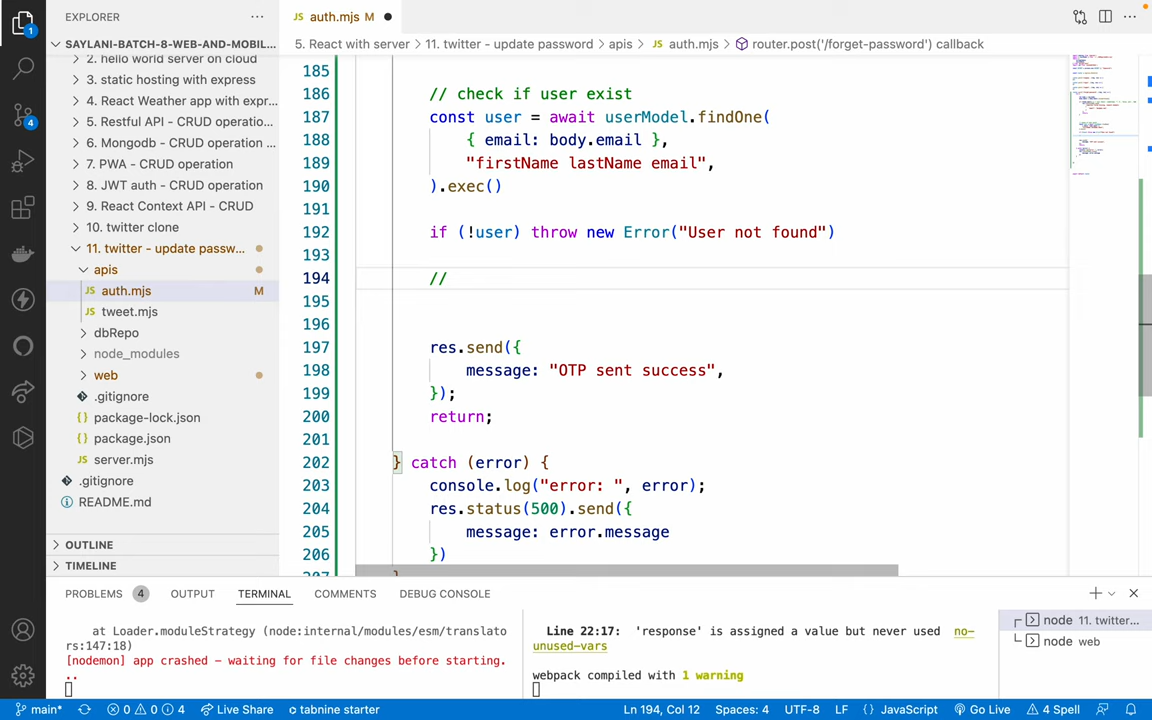 EXPLORER
JS auth.mjs M
SAYLANI-BATCH-8-WEB-AND-MOBIL...
5. React with server > 11. twitter - update password > apis > JS auth.mjs > router.post('/forget-password') callback
2. hello world server on cloud
3. static hosting with express
4. React Weather app with expr...
5. Restful API - CRUD operatio...
6. Mongodb - CRUD operation ...
7. PWA - CRUD operation
8. JWT auth - CRUD operation
9. React Context API - CRUD
10. twitter clone
11. twitter - update passw...
apis
JS auth.mjs M
JS tweet.mjs
dbRepo
node_modules
web
.gitignore
package-lock.json
package.json
JS server.mjs
.gitignore
README.md
OUTLINE
TIMELINE
185
186 // check if user exist
187 const user = await userModel.findOne(
188 { email: body.email },
189 "firstName lastName email",
190 ).exec()
191
192 if (!user) throw new Error("User not found")
193
194 //
195
196
197 res.send({
198 message: "OTP sent success",
199 });
200 return;
201
202 } catch (error) {
203 console.log("error: ", error);
204 res.status(500).send({
205 message: error.message
206 })
PROBLEMS 4 OUTPUT TERMINAL COMMENTS DEBUG CONSOLE
at Loader.moduleStrategy (node:internal/modules/esm/translato
rs:147:18)
[nodemon] app crashed - waiting for file changes before starting.
..
Line 22:17: 'response' is assigned a value but never used no-
unused-vars
webpack compiled with 1 warning
node 11. twitter...
node web
main* 0 0 4 Live Share tabnine starter Ln 194, Col 12 Spaces: 4 UTF-8 LF {} JavaScript Go Live 4 Spell